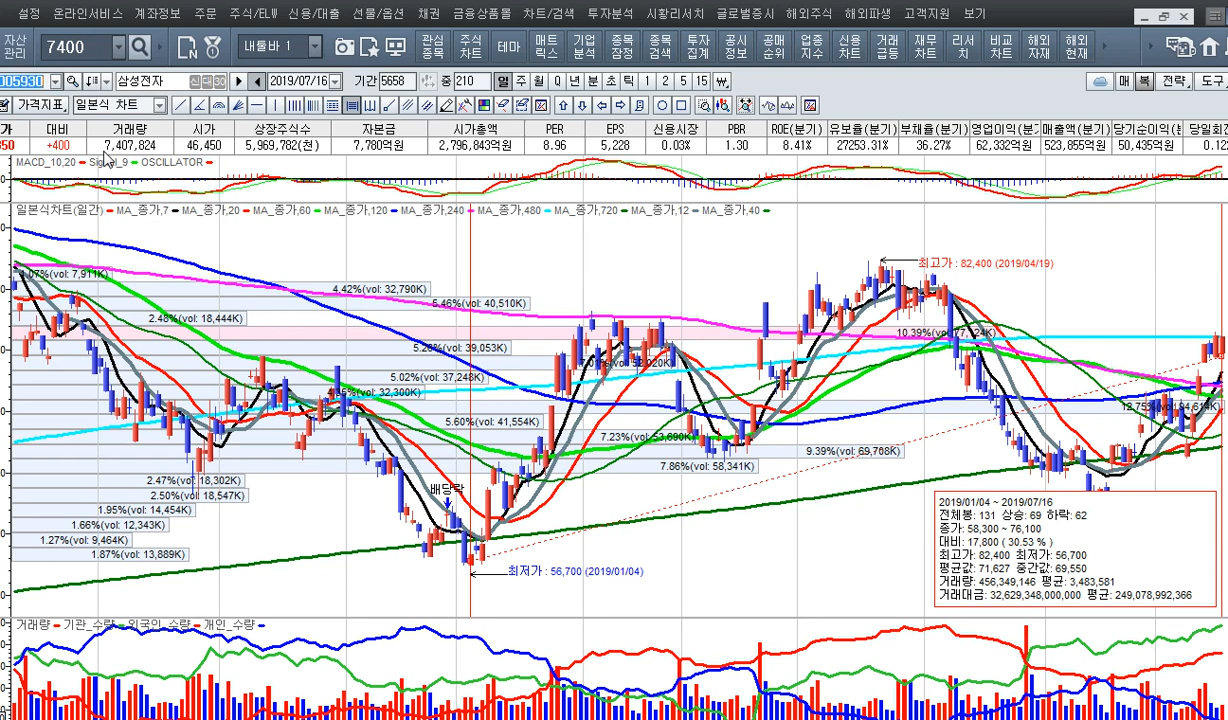 설정 온라인서비스 계좌정보 주문 주식/ELW 신용/대출 선물/옵션 채권 금융상품몰 차트/검색 투자분석 시황리서치 글로벌증시 해외주식 해외파생 고객지원 보기
자산관리 7400 내툴바 1 관심종목 주식차트 테마 매트릭스 기업분석 종목장정 종목검색 투자집계 공시정보 공매순위 업종지수 신용차트 거래급등 재무차트 리서치 비교차트 해외자재 해외현재
005930 삼성전자 신 대 30 2019/07/16 기간 5658 중 210 일 주 월 Q 년 분 초 틱 1 2 5 15 매 복 전략 도구
가격지표 일본식 차트
가 대비 거래량 시가 상장주식수 자본금 시가총액 PER EPS 신용시장 PBR ROE(분기) 유보율(분기) 부채율(분기) 영업이익(분: 매출액(분기) 당기순이익(분: 당일회전
350 +400 7,407,824 46,450 5,969,782(천) 7,780억원 2,796,843억원 8.96 5,228 0.03% 1.30 8.41% 27253.31% 36.27% 62,332억원 523,855억원 50,435억원 0.12
MACD_10,20 Signal_9 OSCILLATOR
일본식차트(일간) MA_종가,7 MA_종가,20 MA_종가,60 MA_종가,120 MA_종가,240 MA_종가,480 MA_종가,720 MA_종가,12 MA_종가,40
최고가 : 82,400 (2019/04/19)
4.07%(vol: 7,911K)
4.42%(vol: 32,790K)
5.46%(vol: 40,510K)
2.48%(vol: 18,444K)
5.26%(vol: 39,053K)
5.02%(vol: 37,248K)
5.60%(vol: 41,554K)
7.23%(vol: 53,690K)
9.39%(vol: 69,708K)
7.86%(vol: 58,341K)
2.47%(vol: 18,302K)
배당락
2.50%(vol: 18,547K)
1.95%(vol: 14,454K)
1.66%(vol: 12,343K)
1.27%(vol: 9,464K)
1.87%(vol: 13,889K)
최저가 : 56,700 (2019/01/04)
2019/01/04 ~ 2019/07/16
전체봉: 131 상승: 69 하락: 62
종가: 58,300 ~ 76,100
대비: 17,800 ( 30.53 % )
최고가: 82,400 최저가: 56,700
평균값: 71,627 중간값: 69,550
거래량: 456,349,146 평균: 3,483,581
거래대금: 32,629,348,000,000 평균: 249,078,992,366
거래량 기관_수량 외국인_수량 개인_수량